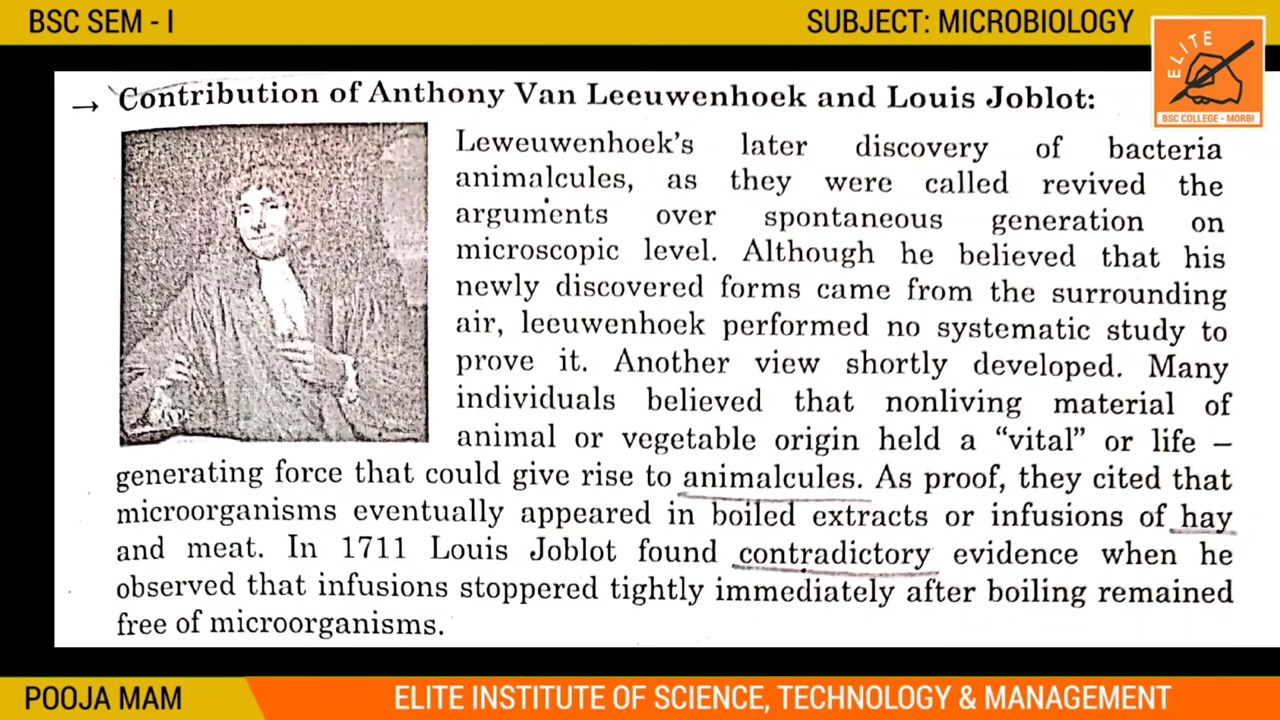 BSC SEM - I
SUBJECT: MICROBIOLOGY
ELITE
BSC COLLEGE - MORBI
→ Contribution of Anthony Van Leeuwenhoek and Louis Joblot:
Leweuwenhoek's later discovery of bacteria
animalcules, as they were called revived the
arguments over spontaneous generation on
microscopic level. Although he believed that his
newly discovered forms came from the surrounding
air, leeuwenhoek performed no systematic study to
prove it. Another view shortly developed. Many
individuals believed that nonliving material of
animal or vegetable origin held a “vital” or life –
generating force that could give rise to animalcules. As proof, they cited that
microorganisms eventually appeared in boiled extracts or infusions of hay
and meat. In 1711 Louis Joblot found contradictory evidence when he
observed that infusions stoppered tightly immediately after boiling remained
free of microorganisms.
POOJA MAM
ELITE INSTITUTE OF SCIENCE, TECHNOLOGY & MANAGEMENT